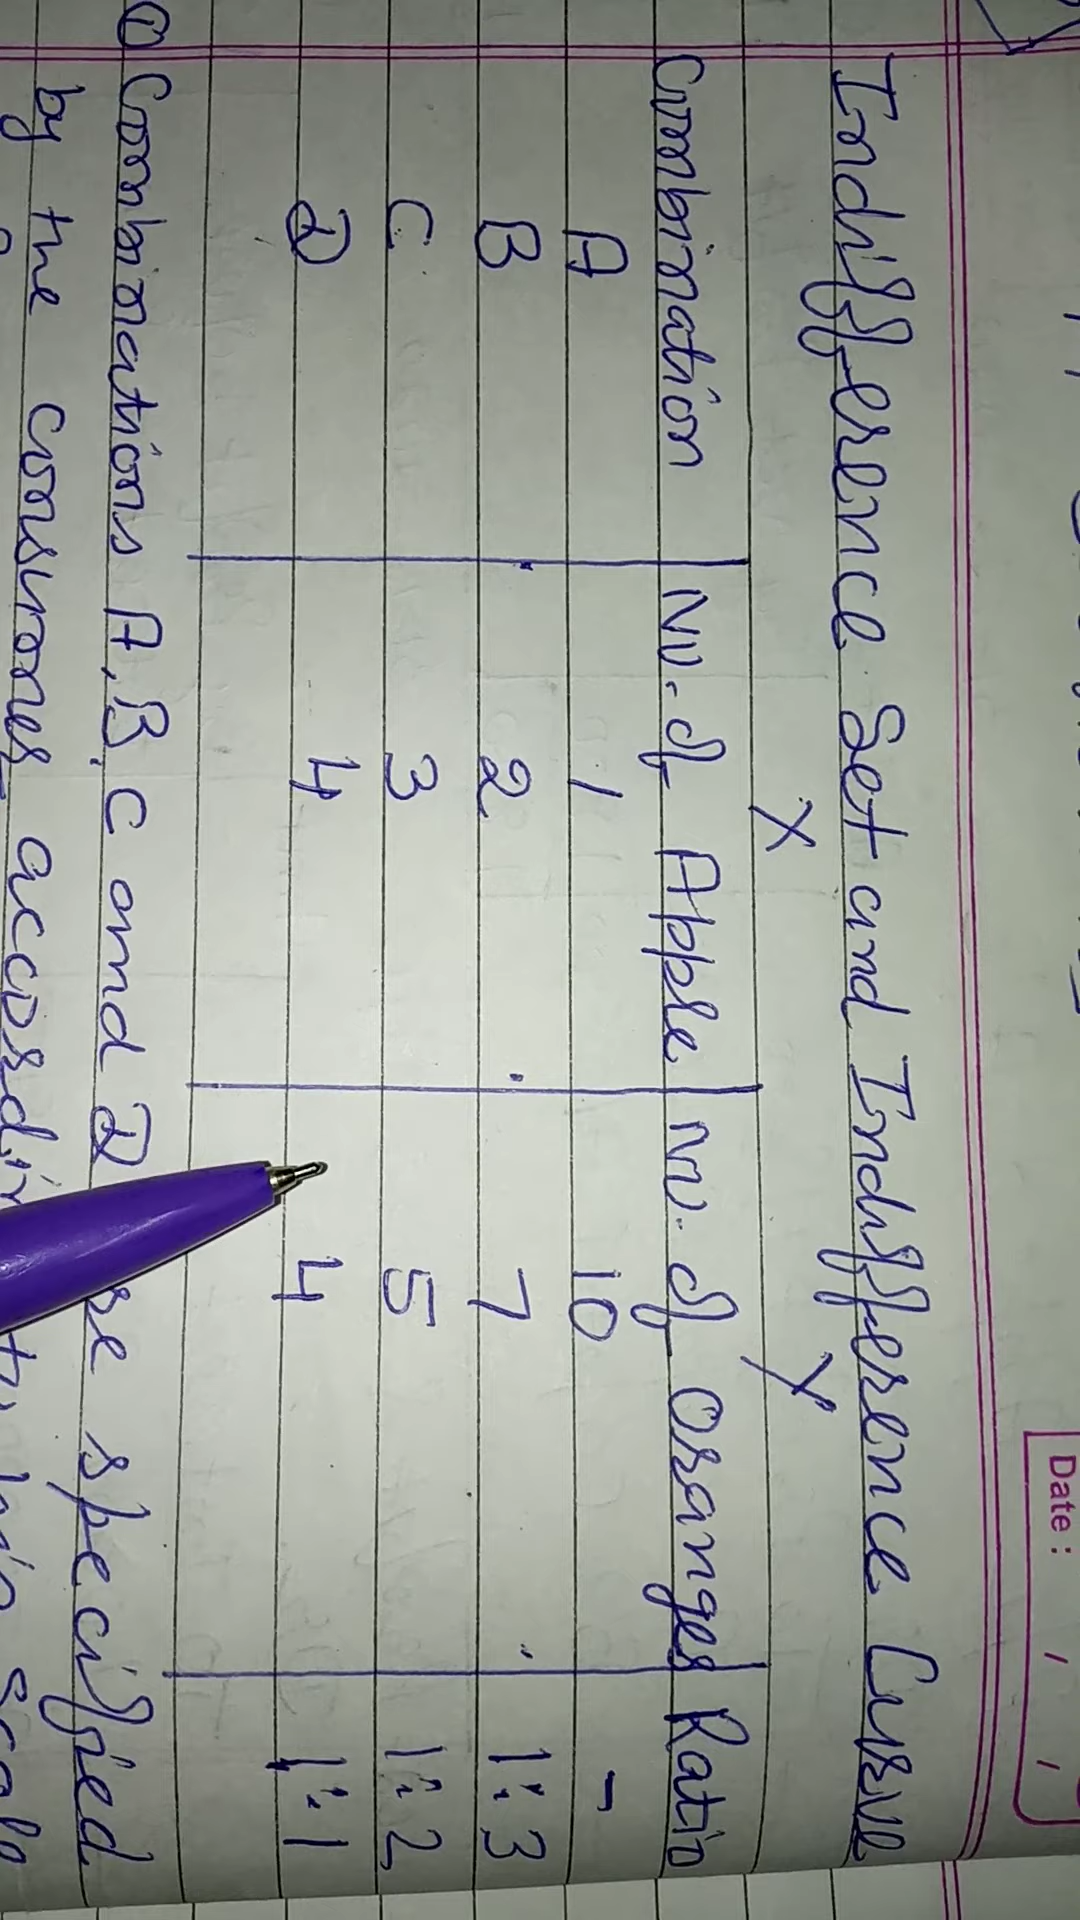 Date: / /
Indifference Set and Indifference Curve
X Y
Combination No. of Apple No. of Oranges Ratio
A 1 10 -
B 2 7 1:3
C 3 5 1:2
D 4 4 1:1
① Combinations A, B, C and D specified
by the consumer according scale